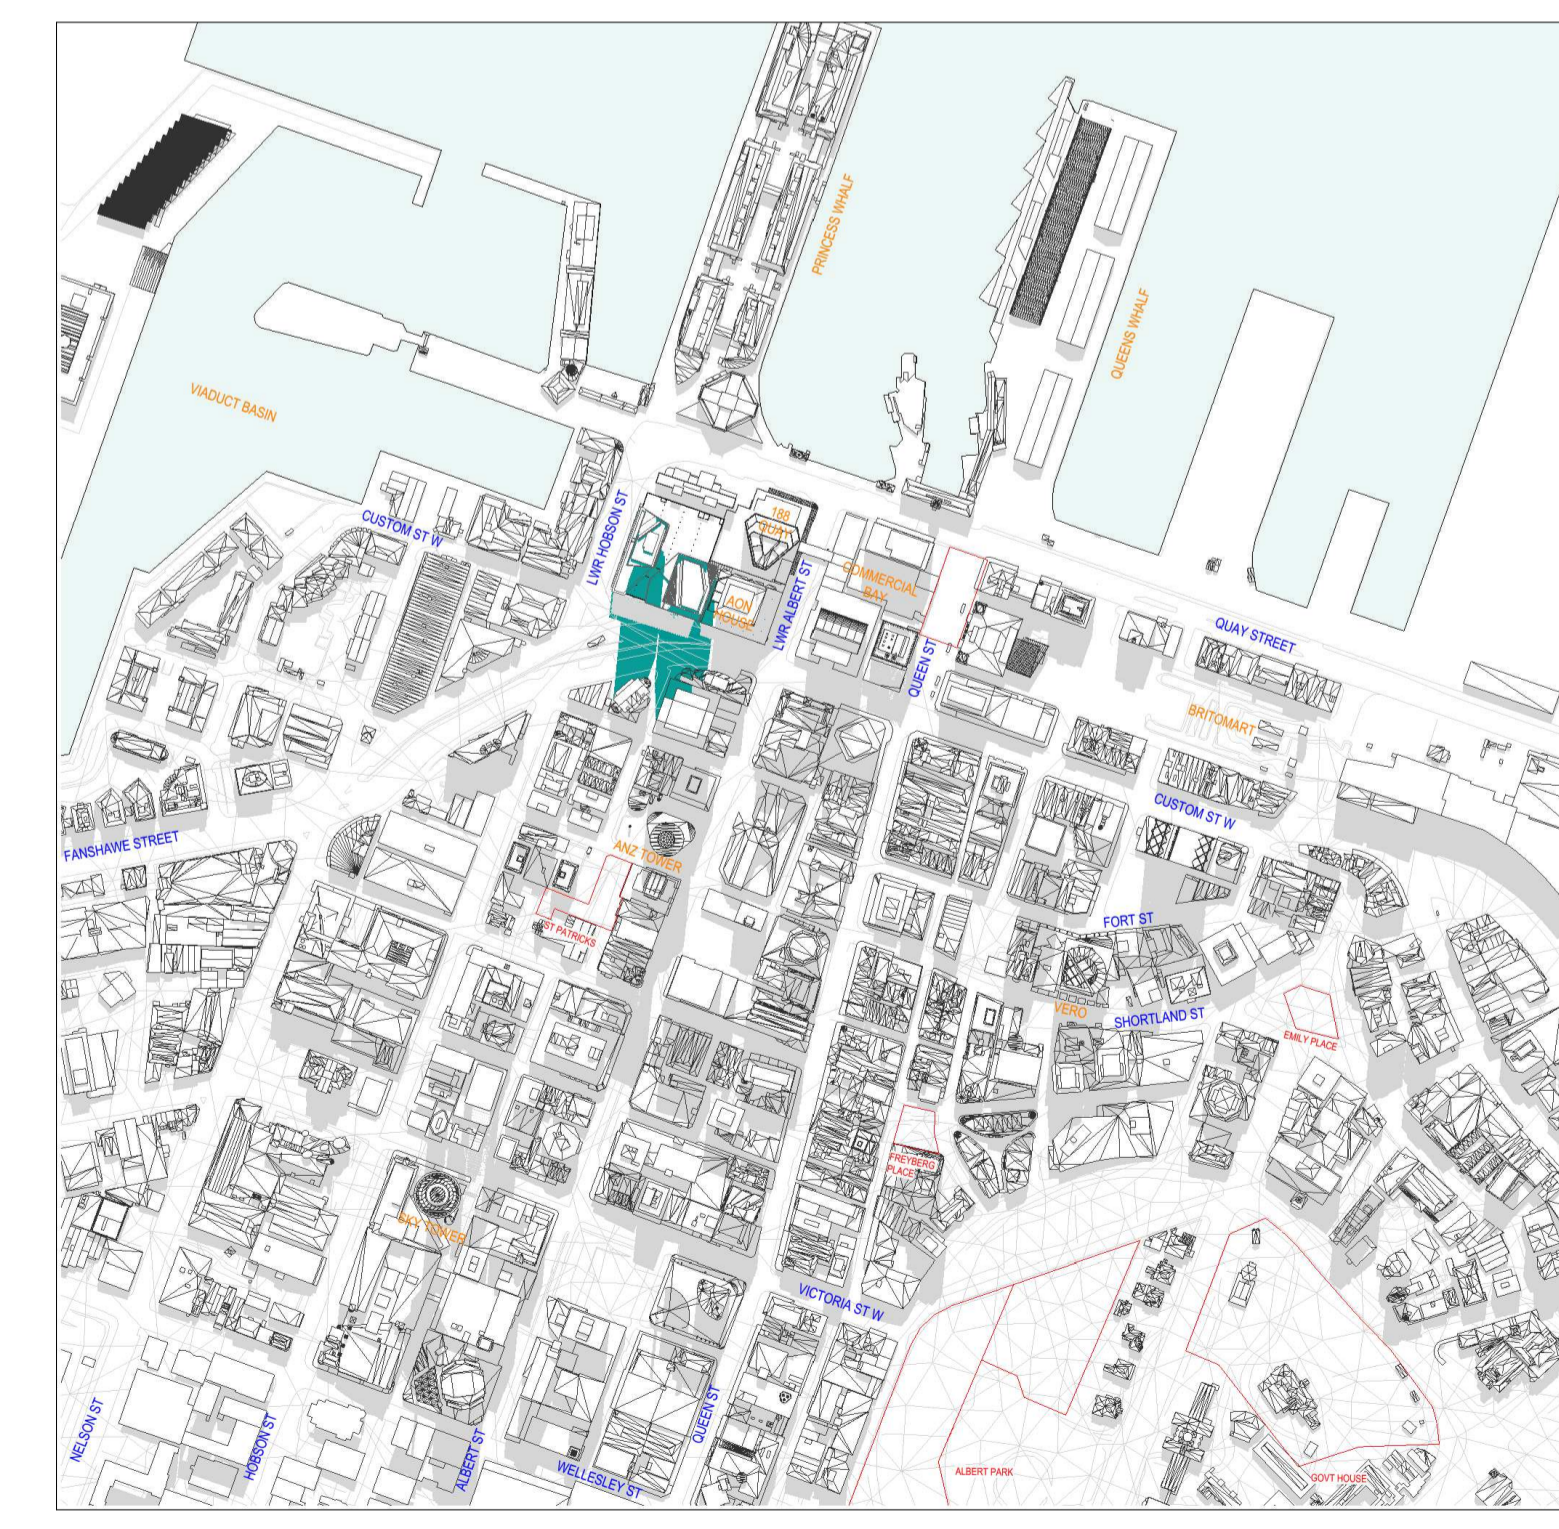 PRINCESS WHALF
QUEENS WHALF
VIADUCT BASIN
CUSTOM ST W
LWR HOBSON ST
188
QUAY
COMMERCIAL
BAY
AON
HOUSE
LWR ALBERT ST
QUEEN ST
QUAY STREET
BRITOMART
CUSTOM ST W
FANSHAWE STREET
ANZ TOWER
ST PATRICKS
FORT ST
VERO
SHORTLAND ST
EMILY PLACE
FREYBERG
PLACE
SKY TOWER
VICTORIA ST W
NELSON ST
HOBSON ST
ALBERT ST
WELLESLEY ST
QUEEN ST
ALBERT PARK
GOVT HOUSE